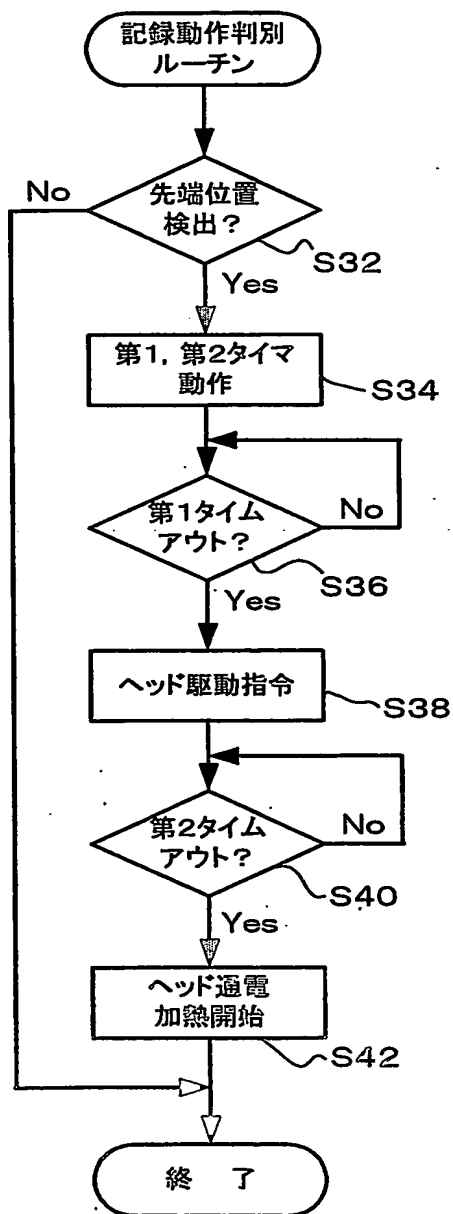 記録動作判別
ルーチン
No
先端位置
検出?
S32
Yes
第1,第2タイマ
動作
S34
第1タイム
アウト?
No
S36
Yes
ヘッド駆動指令
S38
第2タイム
アウト?
No
S40
Yes
ヘッド通電
加熱開始
S42
終 了